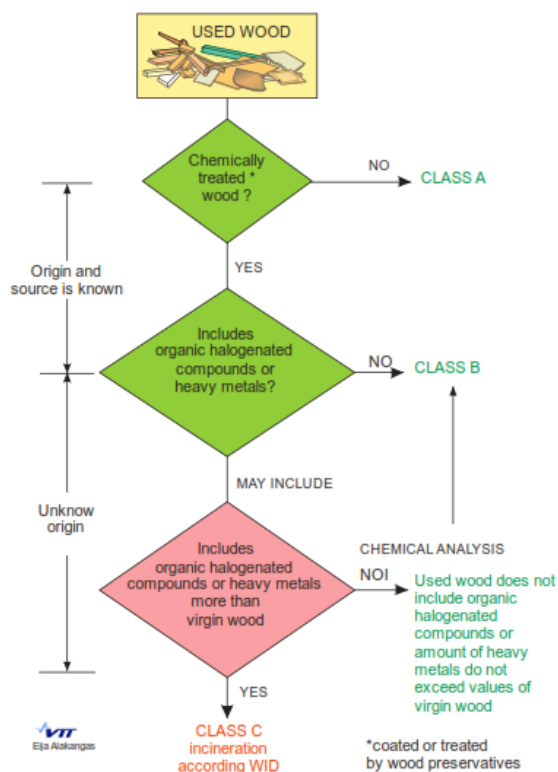 USED WOOD
Chemically
treated *
wood ?
NO
CLASS A
YES
Origin and
source is known
Includes
organic halogenated
compounds or
heavy metals?
NO
CLASS B
MAY INCLUDE
Unknow
origin
Includes
organic halogenated
compounds or heavy metals
more than
virgin wood
CHEMICAL ANALYSIS
NOI
Used wood does not
include organic
halogenated
compounds or
amount of heavy
metals do not
exceed values of
virgin wood
YES
CLASS C
incineration
according WID
VTT
Eija Alakangas
*coated or treated
by wood preservatives